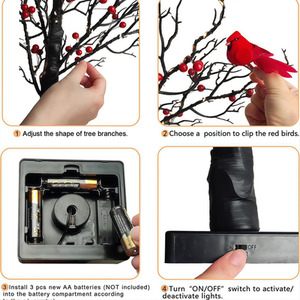 1 Adjust the shape of tree branches.
2 Choose a position to clip the red birds.
3 Install 3 pos new AA batteries (NOT included)
into the battery compartment according
ON/OFF
4 Turn "ON/OFF" switch to activate/
deactivate lights.